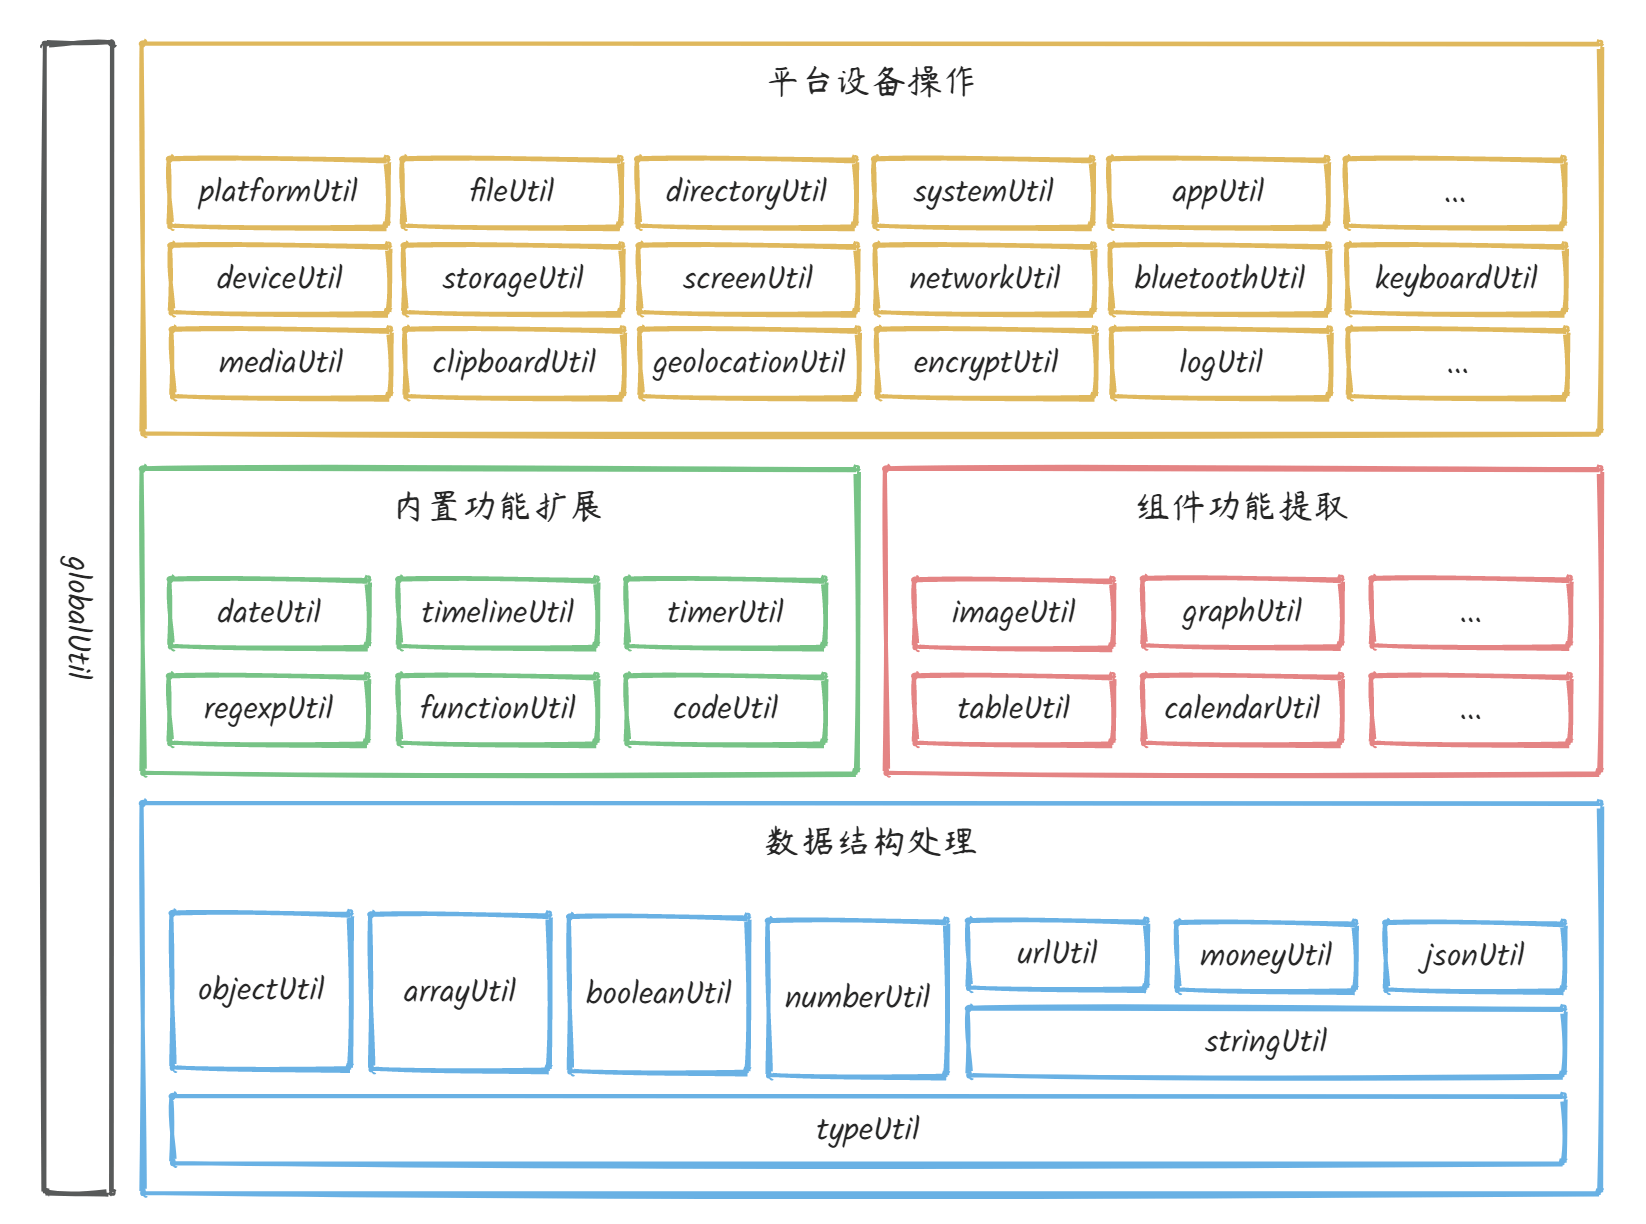 globalUtil
平台设备操作
platformUtil fileUtil directoryUtil systemUtil appUtil ...
deviceUtil storageUtil screenUtil networkUtil bluetoothUtil keyboardUtil
mediaUtil clipboardUtil geolocationUtil encryptUtil logUtil ...
内置功能扩展
dateUtil timelineUtil timerUtil
regexpUtil functionUtil codeUtil
组件功能提取
imageUtil graphUtil ...
tableUtil calendarUtil ...
数据结构处理
objectUtil arrayUtil booleanUtil numberUtil
urlUtil moneyUtil jsonUtil
stringUtil
typeUtil